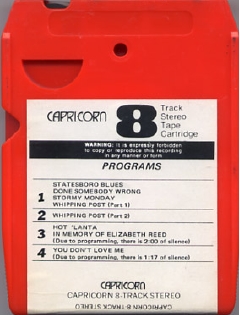 CAPRICORN
8 Track
Stereo
Tape
Cartridge
WARNING: It is expressly forbidden
to copy or reproduce this recording
in any manner or form
PROGRAMS
1 STATESBORO BLUES
DONE SOMEBODY WRONG
STORMY MONDAY
WHIPPING POST (Part 1)
2 WHIPPING POST (Part 2)
3 HOT 'LANTA
IN MEMORY OF ELIZABETH REED
(Due to programming, there is 2:00 of silence)
4 YOU DON'T LOVE ME
(Due to programming, there is 1:17 of silence)
CAPRICORN
CAPRICORN 8-TRACK STEREO
CAPRICORN 8-TRACK STEREO